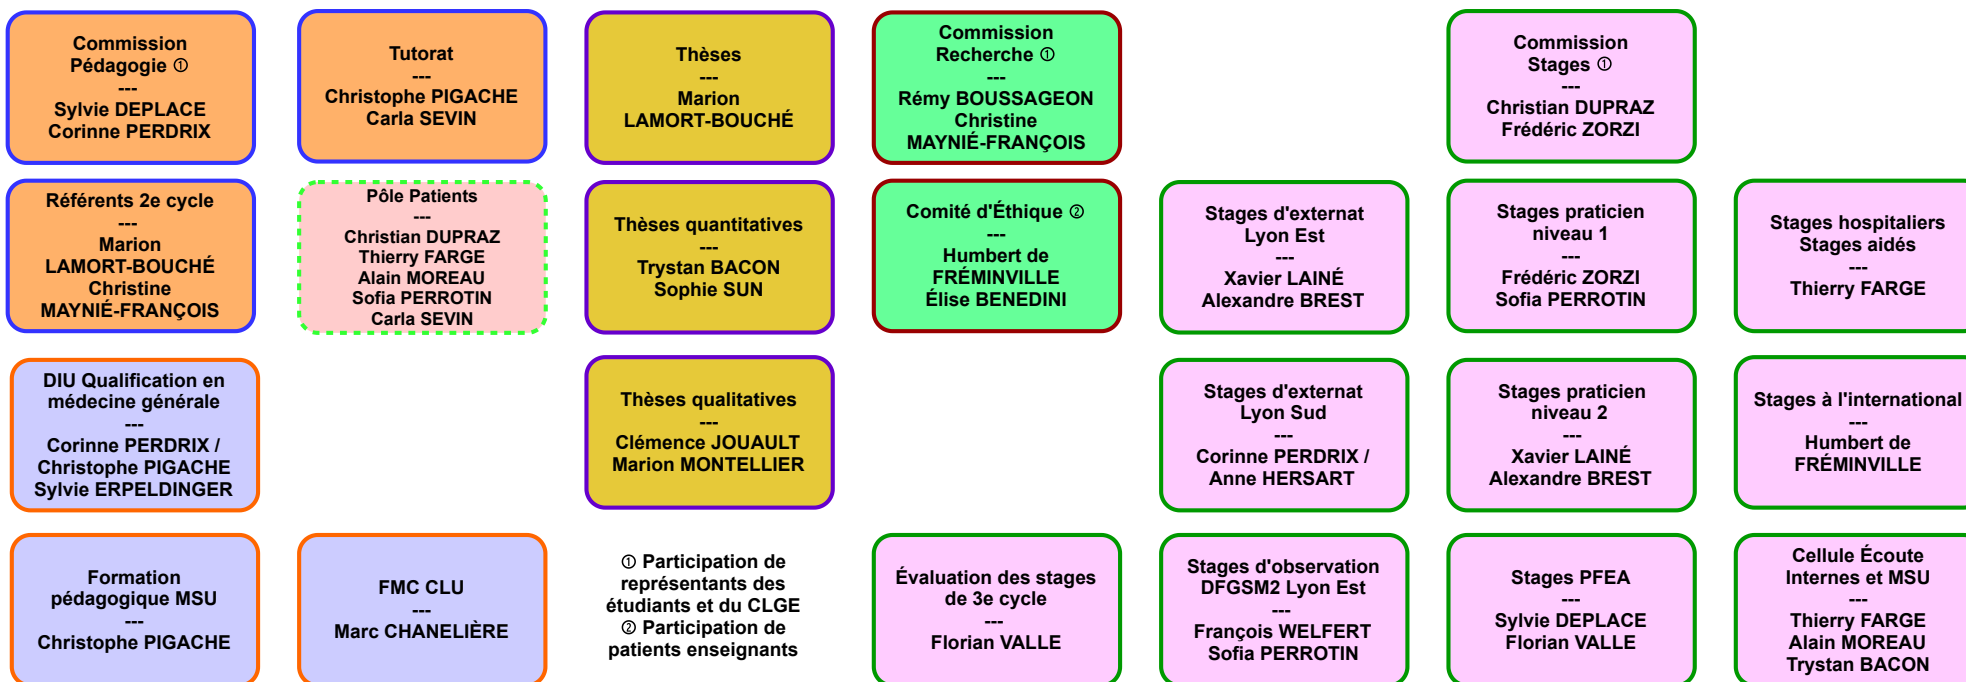 Commission
Pédagogie ①
---
Sylvie DEPLACE
Corinne PERDRIX
Tutorat
---
Christophe PIGACHE
Carla SEVIN
Thèses
---
Marion
LAMORT-BOUCHÉ
Commission
Recherche ①
---
Rémy BOUSSAGEON
Christine
MAYNIÉ-FRANÇOIS
Commission
Stages ①
---
Christian DUPRAZ
Frédéric ZORZI
Référents 2e cycle
---
Marion
LAMORT-BOUCHÉ
Christine
MAYNIÉ-FRANÇOIS
Pôle Patients
---
Christian DUPRAZ
Thierry FARGE
Alain MOREAU
Sofia PERROTIN
Carla SEVIN
Thèses quantitatives
---
Trystan BACON
Sophie SUN
Comité d'Éthique ②
---
Humbert de
FRÉMINVILLE
Élise BENEDINI
Stages d'externat
Lyon Est
---
Xavier LAINÉ
Alexandre BREST
Stages praticien
niveau 1
---
Frédéric ZORZI
Sofia PERROTIN
Stages hospitaliers
Stages aidés
---
Thierry FARGE
DIU Qualification en
médecine générale
---
Corinne PERDRIX /
Christophe PIGACHE
Sylvie ERPELDINGER
Thèses qualitatives
---
Clémence JOUAULT
Marion MONTELLIER
Stages d'externat
Lyon Sud
---
Corinne PERDRIX /
Anne HERSART
Stages praticien
niveau 2
---
Xavier LAINÉ
Alexandre BREST
Stages à l'international
---
Humbert de
FRÉMINVILLE
Formation
pédagogique MSU
---
Christophe PIGACHE
FMC CLU
---
Marc CHANELIÈRE
① Participation de
représentants des
étudiants et du CLGE
② Participation de
patients enseignants
Évaluation des stages
de 3e cycle
---
Florian VALLE
Stages d'observation
DFGSM2 Lyon Est
---
François WELFERT
Sofia PERROTIN
Stages PFEA
---
Sylvie DEPLACE
Florian VALLE
Cellule Écoute
Internes et MSU
---
Thierry FARGE
Alain MOREAU
Trystan BACON